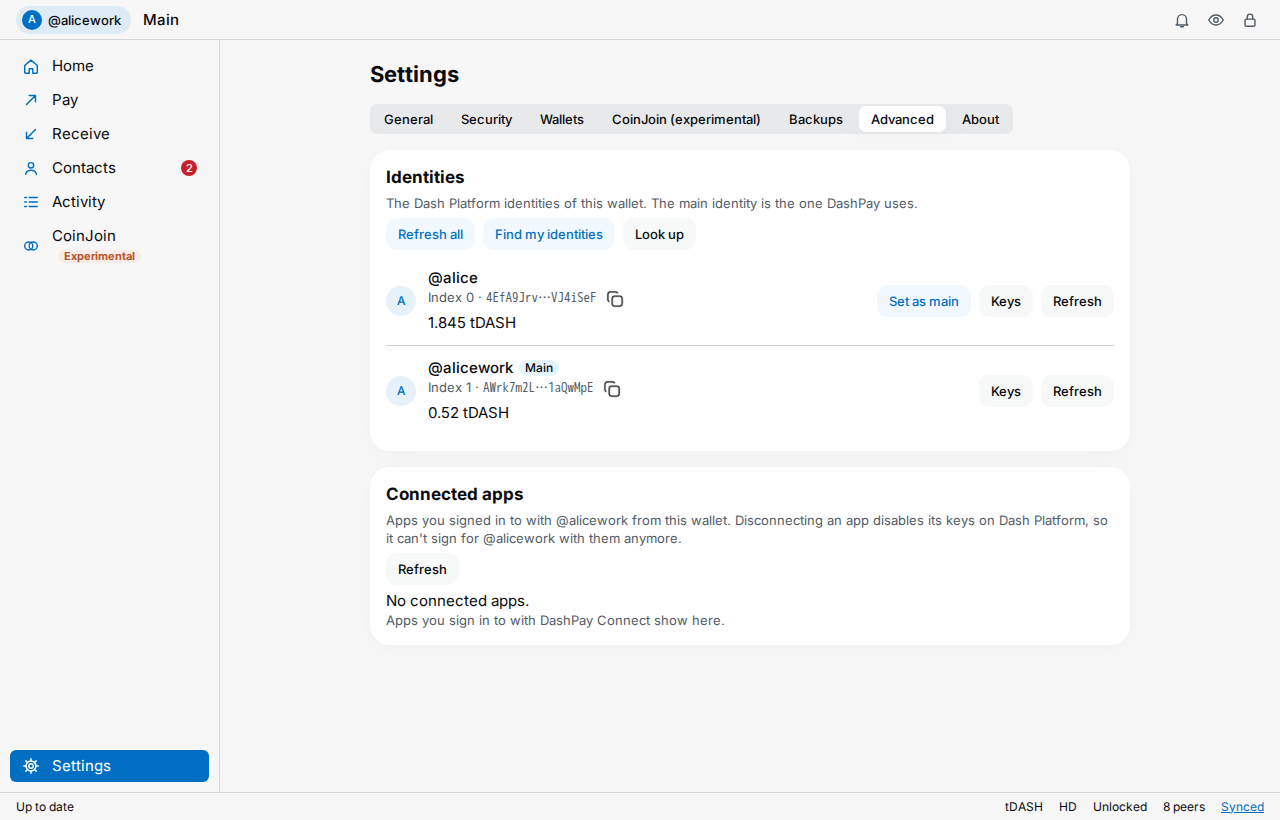 A @alicework Main
Home
Pay
Receive
Contacts 2
Activity
CoinJoin
Experimental
Settings
Settings
General Security Wallets CoinJoin (experimental) Backups Advanced About
Identities
The Dash Platform identities of this wallet. The main identity is the one DashPay uses.
Refresh all Find my identities Look up
A
@alice
Index 0 · 4EfA9Jrv⋯VJ4iSeF
1.845 tDASH
Set as main Keys Refresh
A
@alicework Main
Index 1 · AWrk7m2L⋯1aQwMpE
0.52 tDASH
Keys Refresh
Connected apps
Apps you signed in to with @alicework from this wallet. Disconnecting an app disables its keys on Dash Platform, so
it can't sign for @alicework with them anymore.
Refresh
No connected apps.
Apps you sign in to with DashPay Connect show here.
Up to date tDASH HD Unlocked 8 peers Synced